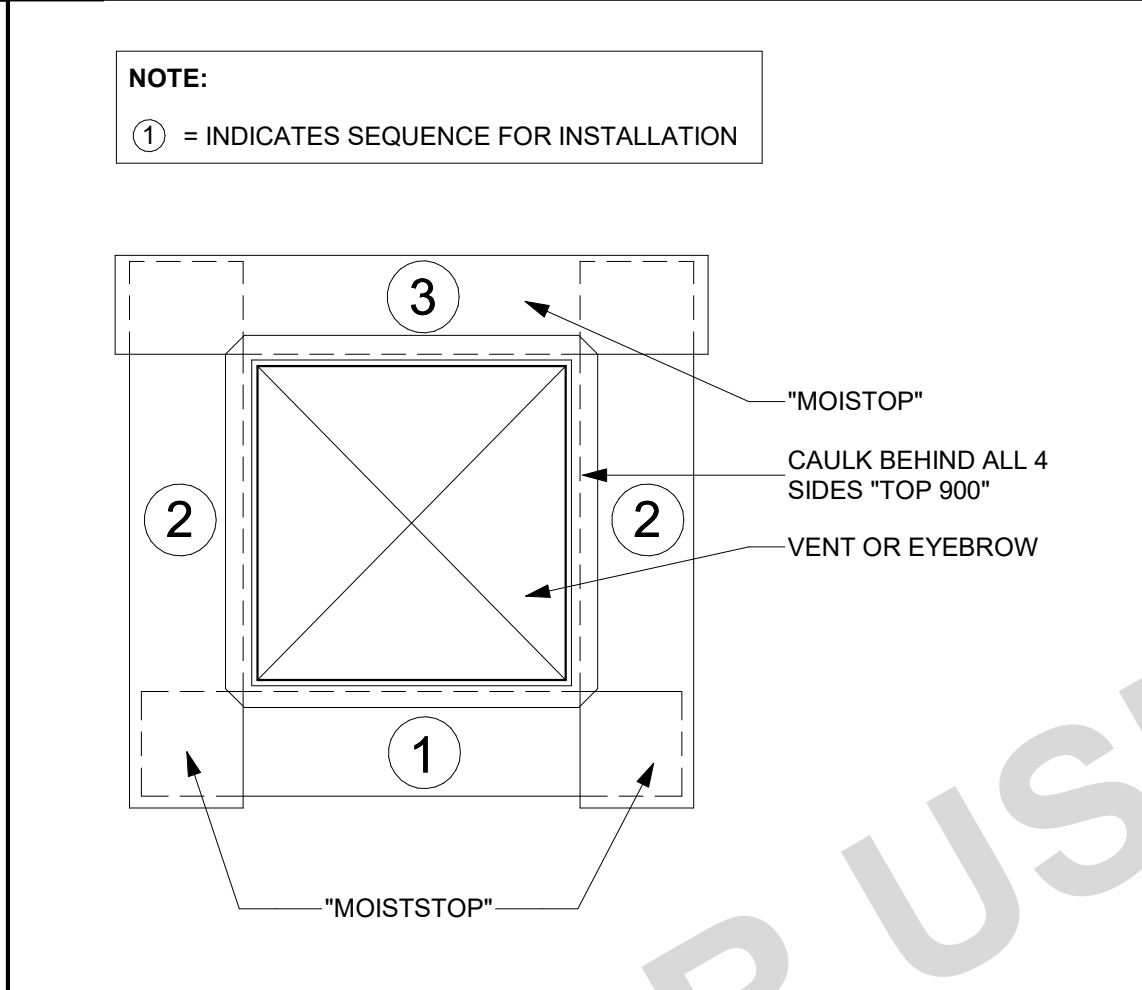 NOTE:
1 = INDICATES SEQUENCE FOR INSTALLATION
3
"MOISTOP"
CAULK BEHIND ALL 4
SIDES "TOP 900"
2
2
VENT OR EYEBROW
1
"MOISTSTOP"